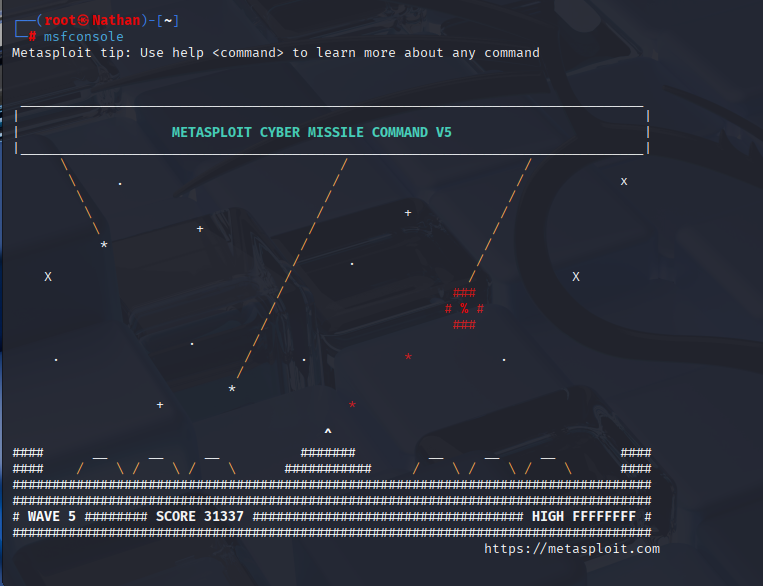 ┌──(root㉿Nathan)-[~]
└─# msfconsole
Metasploit tip: Use help <command> to learn more about any command
METASPLOIT CYBER MISSILE COMMAND V5
# WAVE 5 ######## SCORE 31337 ################################## HIGH FFFFFFFF #
https://metasploit.com